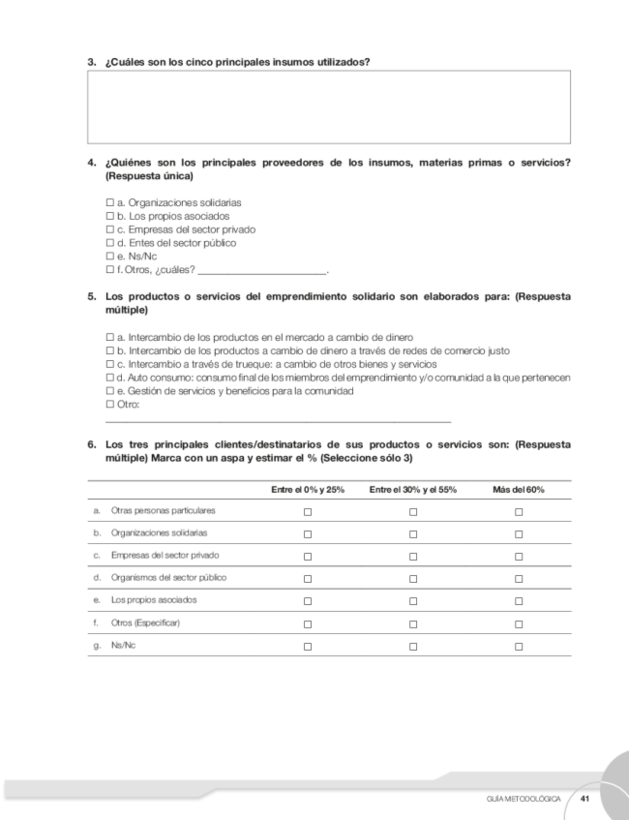 3. ¿Cuáles son los cinco principales insumos utilizados?
4. ¿Quiénes son los principales proveedores de los insumos, materias primas o servicios?
(Respuesta única)
☐ a. Organizaciones solidarias
☐ b. Los propios asociados
☐ c. Empresas del sector privado
☐ d. Entes del sector público
☐ e. Ns/Nc
☐ f. Otros, ¿cuáles? ________________________.
5. Los productos o servicios del emprendimiento solidario son elaborados para: (Respuesta
múltiple)
☐ a. Intercambio de los productos en el mercado a cambio de dinero
☐ b. Intercambio de los productos a cambio de dinero a través de redes de comercio justo
☐ c. Intercambio a través de trueque: a cambio de otros bienes y servicios
☐ d. Auto consumo: consumo final de los miembros del emprendimiento y/o comunidad a la que pertenecen
☐ e. Gestión de servicios y beneficios para la comunidad
☐ Otro:
6. Los tres principales clientes/destinatarios de sus productos o servicios son: (Respuesta
múltiple) Marca con un aspa y estimar el % (Seleccione sólo 3)
Entre el 0% y 25% Entre el 30% y el 55% Más del 60%
a. Otras personas particulares ☐ ☐ ☐
b. Organizaciones solidarias ☐ ☐ ☐
c. Empresas del sector privado ☐ ☐ ☐
d. Organismos del sector público ☐ ☐ ☐
e. Los propios asociados ☐ ☐ ☐
f. Otros (Especificar) ☐ ☐ ☐
g. Ns/Nc ☐ ☐ ☐
GUÍA METODOLÓGICA 41